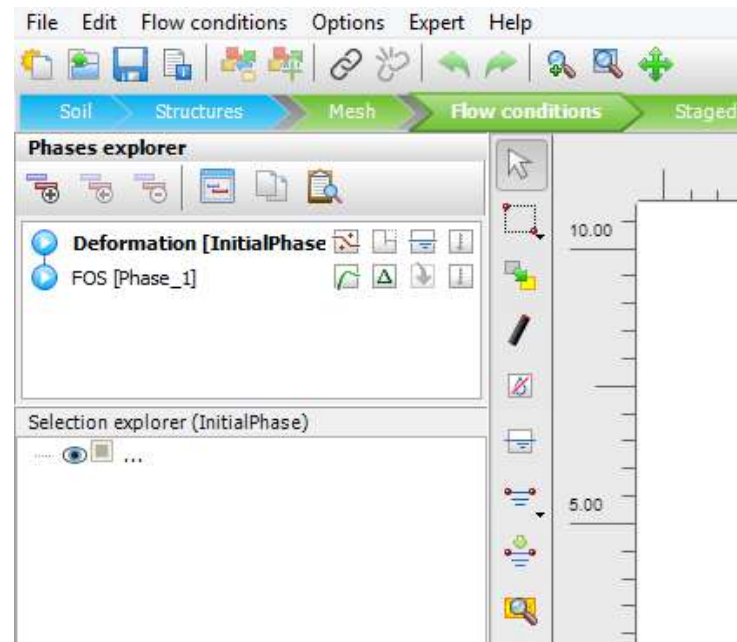 File Edit Flow conditions Options Expert Help
Soil Structures Mesh Flow conditions Staged
Phases explorer
Deformation [InitialPhase
FOS [Phase_1]
Selection explorer (InitialPhase)
...
10.00
5.00